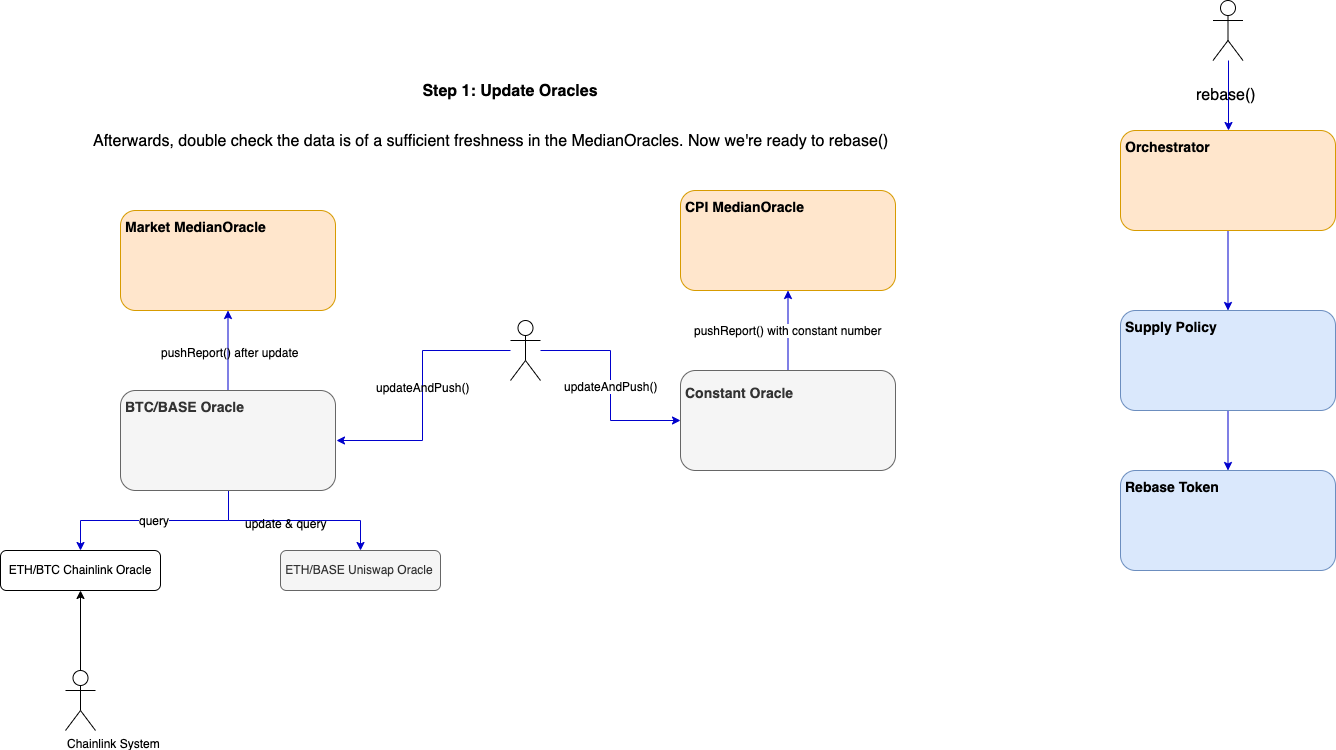 Step 1: Update Oracles
Afterwards, double check the data is of a sufficient freshness in the MedianOracles. Now we're ready to rebase()
Market MedianOracle
CPI MedianOracle
pushReport() after update
pushReport() with constant number
updateAndPush()
updateAndPush()
BTC/BASE Oracle
Constant Oracle
query
update & query
ETH/BTC Chainlink Oracle
ETH/BASE Uniswap Oracle
Chainlink System
rebase()
Orchestrator
Supply Policy
Rebase Token